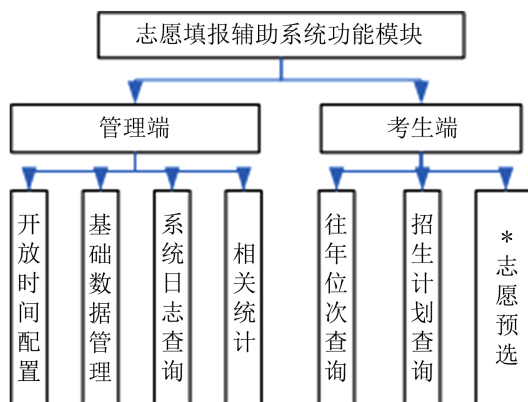 志愿填报辅助系统功能模块
管理端
考生端
开放时间配置
基础数据管理
系统日志查询
相关统计
往年位次查询
招生计划查询
*志愿预选